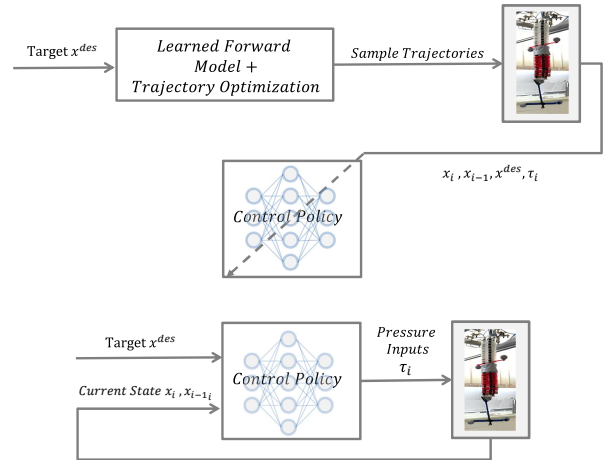 Target x^des
Learned Forward
Model +
Trajectory Optimization
Sample Trajectories
x_i , x_{i−1}, x^des, τ_i
Control Policy
Target x^des
Current State x_i , x_{i−1_i}
Control Policy
Pressure
Inputs
τ_i